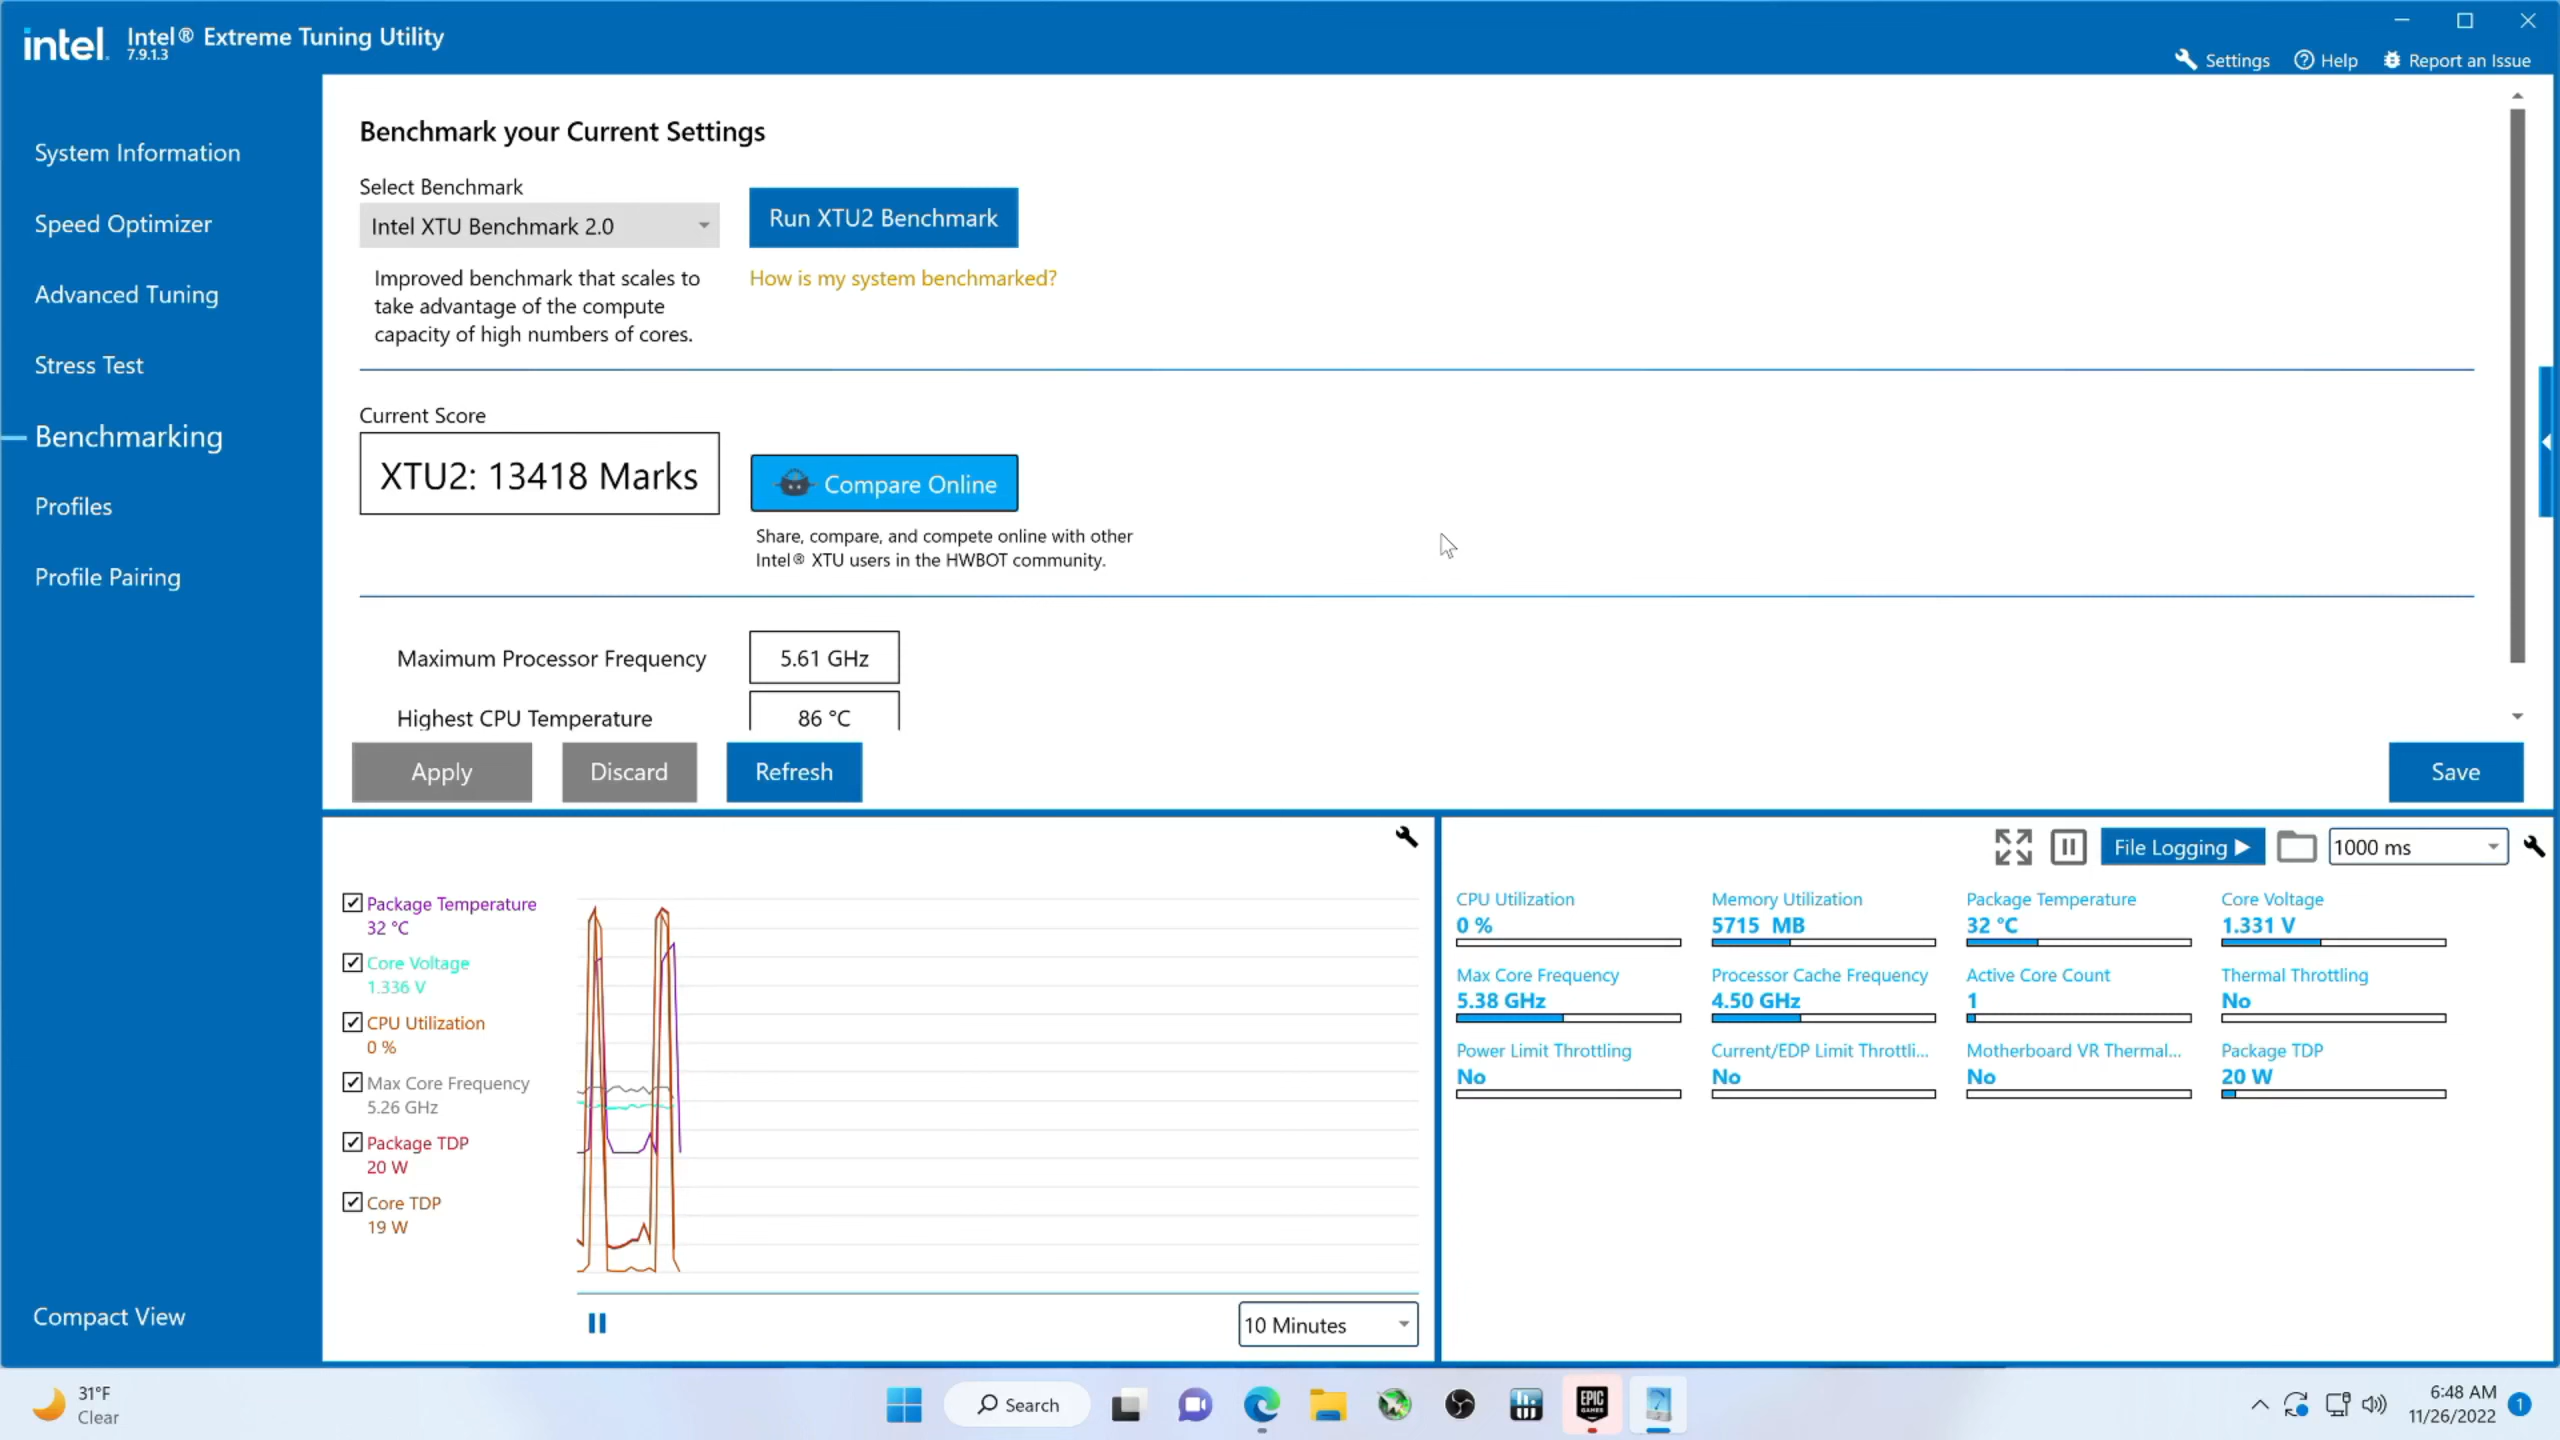 intel.
Intel® Extreme Tuning Utility
7.9.1.3
Settings
Help
Report an Issue
System Information
Speed Optimizer
Advanced Tuning
Stress Test
Benchmarking
Profiles
Profile Pairing
Compact View
Benchmark your Current Settings
Select Benchmark
Intel XTU Benchmark 2.0
Run XTU2 Benchmark
Improved benchmark that scales to
take advantage of the compute
capacity of high numbers of cores.
How is my system benchmarked?
Current Score
XTU2: 13418 Marks
Compare Online
Share, compare, and compete online with other
Intel® XTU users in the HWBOT community.
Maximum Processor Frequency
5.61 GHz
Highest CPU Temperature
86 °C
Apply
Discard
Refresh
Save
Package Temperature
32 °C
Core Voltage
1.336 V
CPU Utilization
0 %
Max Core Frequency
5.26 GHz
Package TDP
20 W
Core TDP
19 W
10 Minutes
File Logging
1000 ms
CPU Utilization
0 %
Memory Utilization
5715 MB
Package Temperature
32 °C
Core Voltage
1.331 V
Max Core Frequency
5.38 GHz
Processor Cache Frequency
4.50 GHz
Active Core Count
1
Thermal Throttling
No
Power Limit Throttling
No
Current/EDP Limit Throttli...
No
Motherboard VR Thermal...
No
Package TDP
20 W
31°F
Clear
Search
EPIC
GAMES
6:48 AM
11/26/2022
1